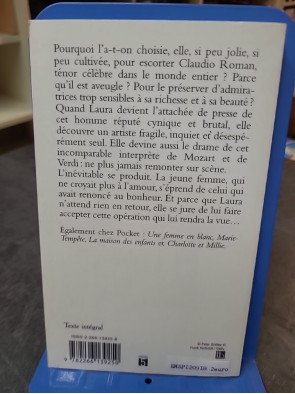 Pourquoi l'a-t-on choisie, elle, si peu jolie, si
peu cultivée, pour escorter Claudio Roman,
ténor célèbre dans le monde entier ? Parce
qu'il est aveugle ? Pour le préserver d'admira-
trices trop sensibles à sa richesse et à sa beauté ?
Quand Laura devient l'attachée de presse de
cet homme réputé cynique et brutal, elle
découvre un artiste fragile, inquiet et désespé-
rément seul. Elle devine aussi le drame de cet
incomparable interprète de Mozart et de
Verdi : ne plus jamais remonter sur scène.
L'inévitable se produit. La jeune femme, qui
ne croyait plus à l'amour, s'éprend de celui qui
avait renoncé au bonheur. Et parce que Laura
n'attend rien en retour, elle se jure de lui faire
accepter cette opération qui lui rendra la vue...
Également chez Pocket : Une femme en blanc, Marie-
Tempête, La maison des enfants et, Charlotte et Millie.
Texte intégral
5